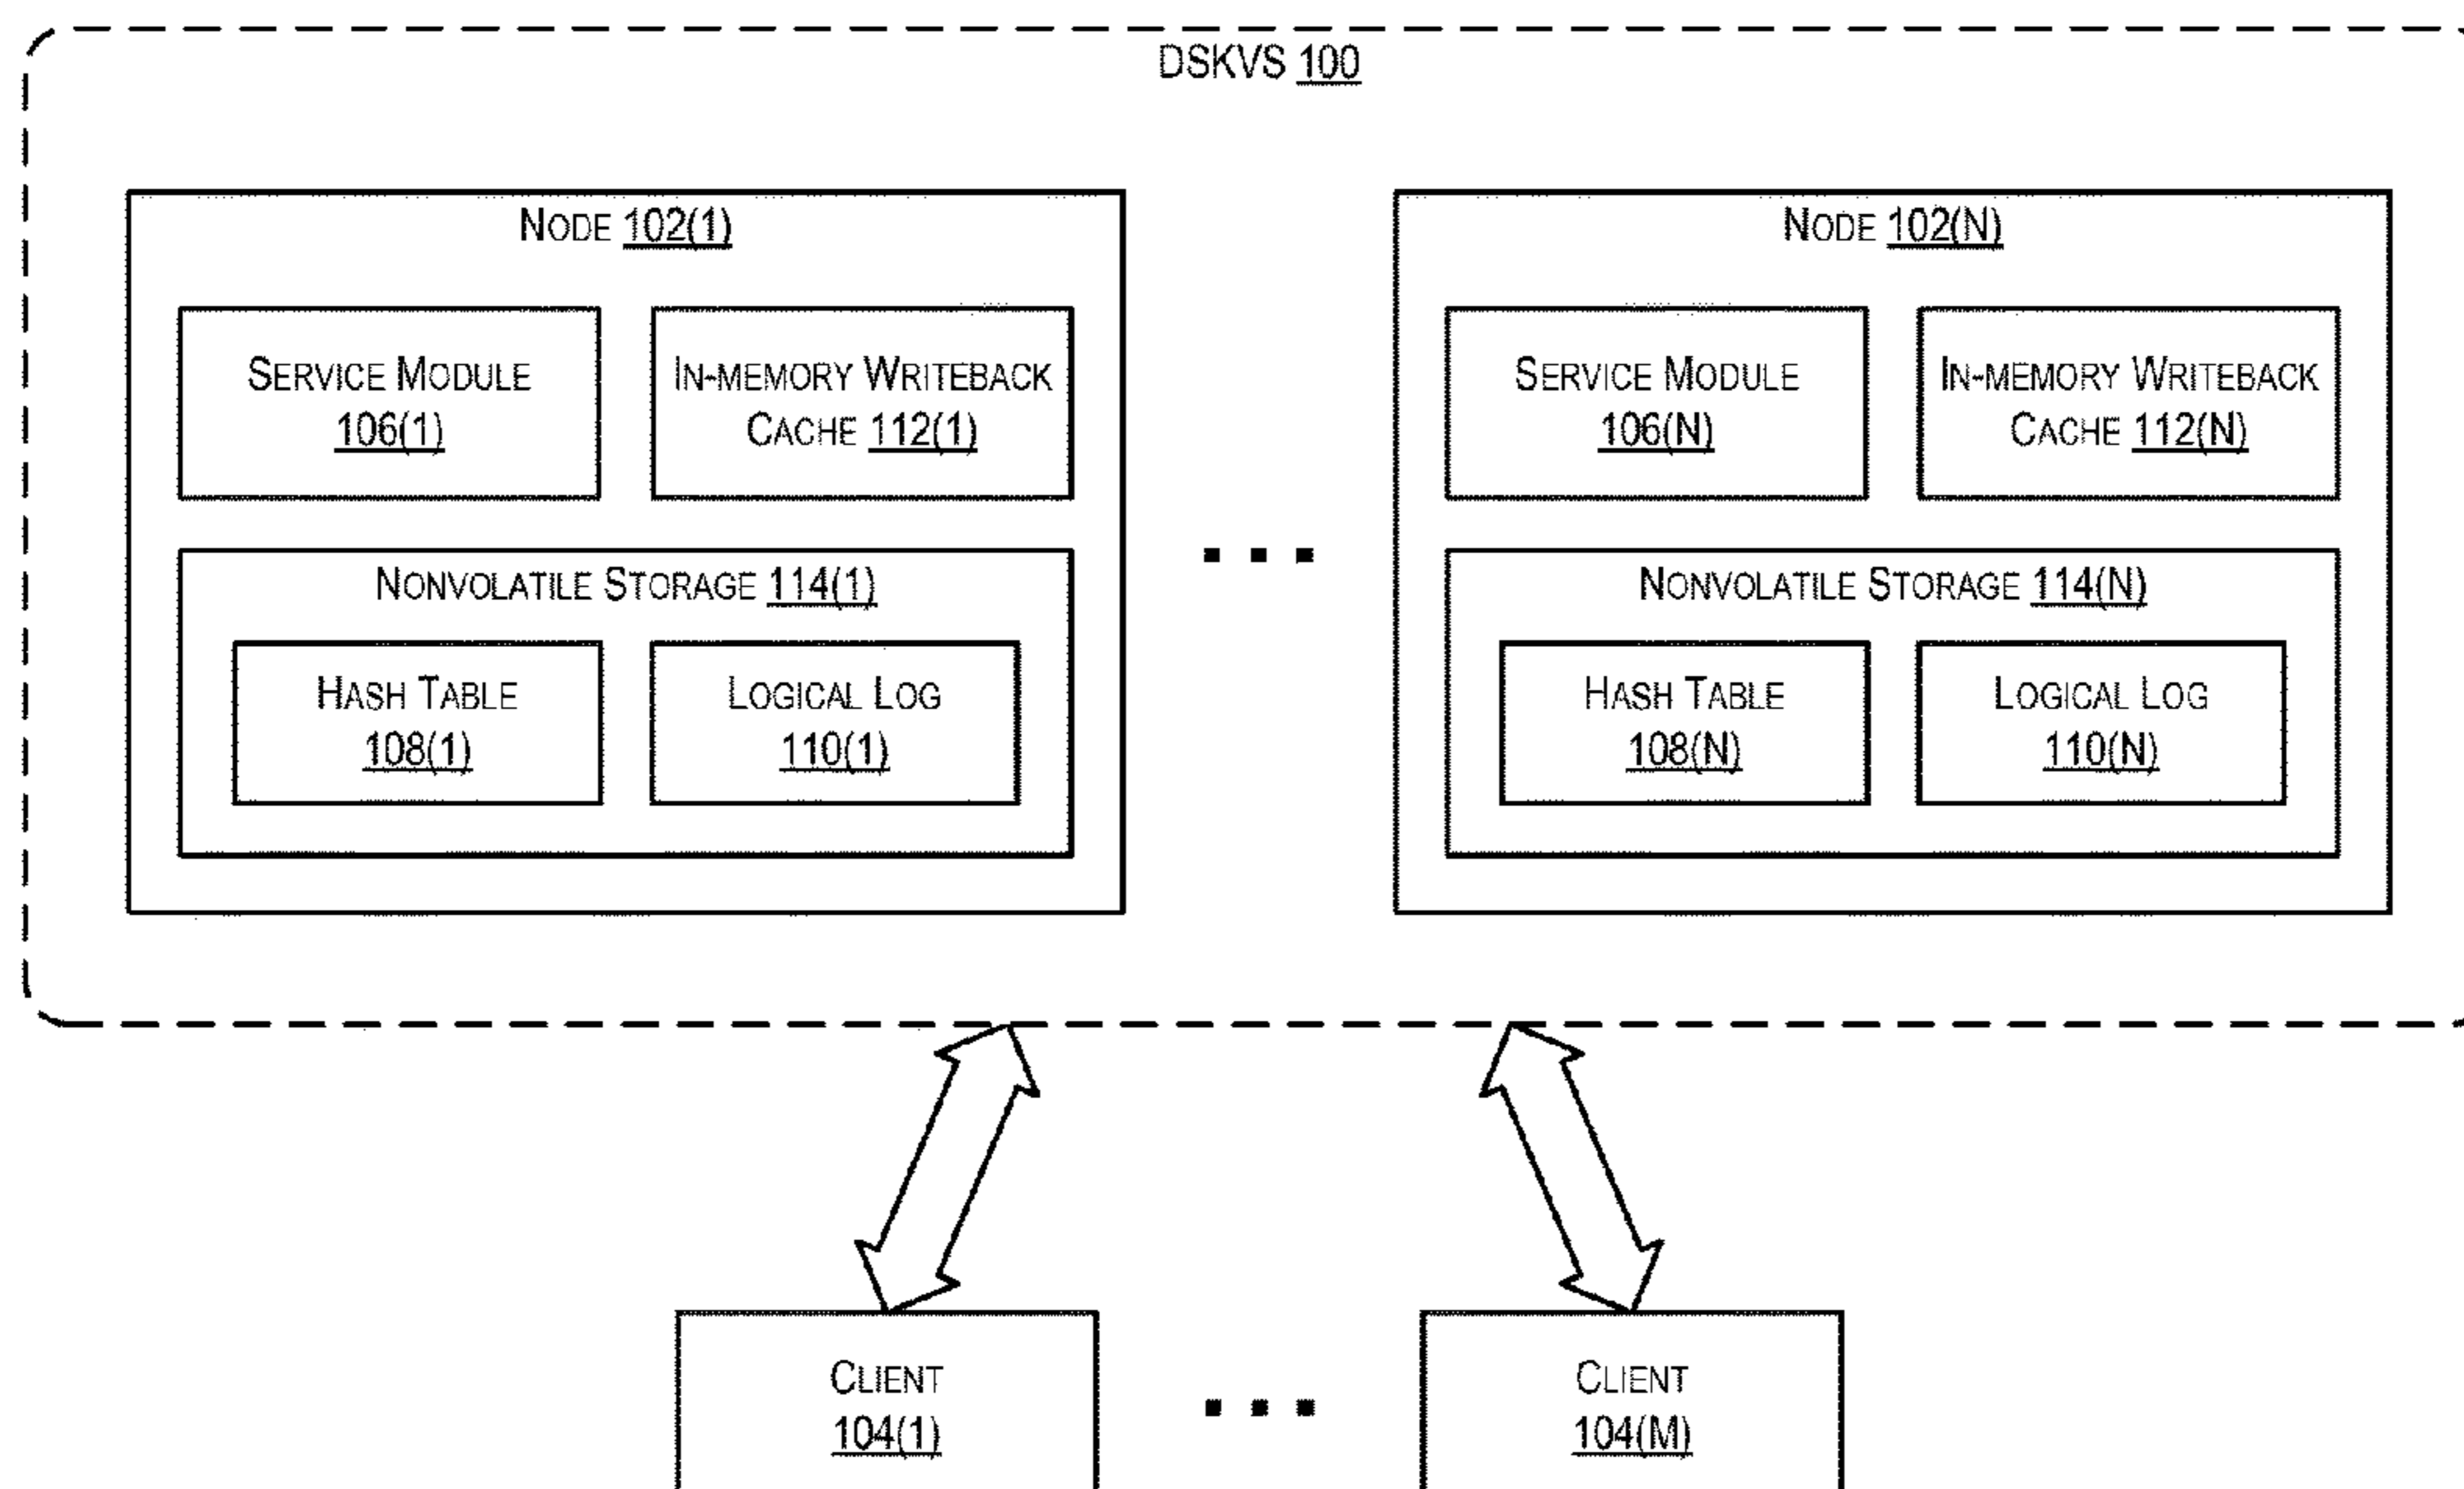 DSKVS 100
NODE 102(1)
SERVICE MODULE
106(1)
IN-MEMORY WRITEBACK
CACHE 112(1)
NONVOLATILE STORAGE 114(1)
HASH TABLE
108(1)
LOGICAL LOG
110(1)
NODE 102(N)
SERVICE MODULE
106(N)
IN-MEMORY WRITEBACK
CACHE 112(N)
NONVOLATILE STORAGE 114(N)
HASH TABLE
108(N)
LOGICAL LOG
110(N)
CLIENT
104(1)
CLIENT
104(M)